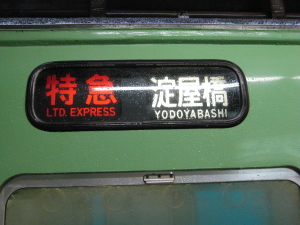 特急 淀屋橋
LTD. EXPRESS YODOYABASHI